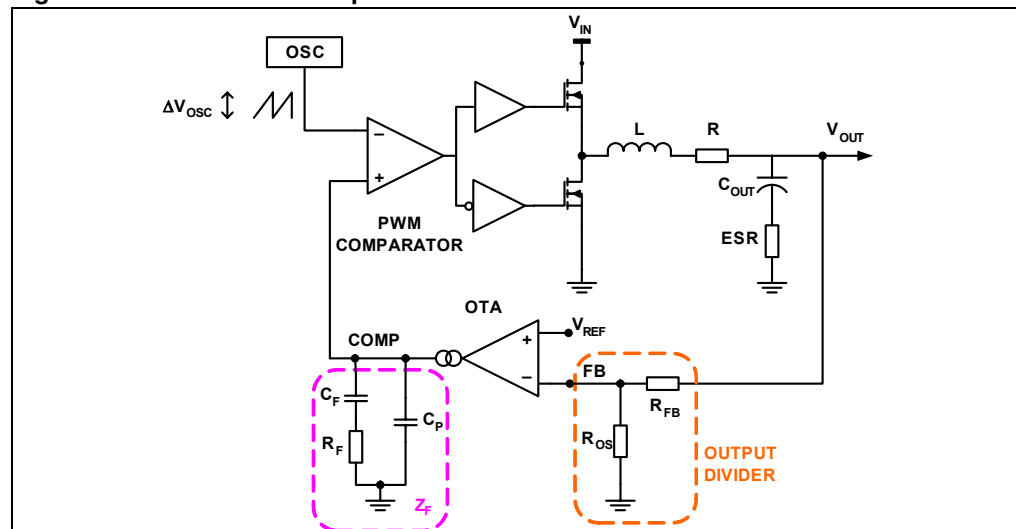 V_IN
OSC
ΔV_OSC
−
+
PWM
COMPARATOR
L
R
V_OUT
C_OUT
ESR
OTA
COMP
V_REF
+
−
FB
C_F
C_P
R_F
R_FB
R_OS
OUTPUT
DIVIDER
Z_F